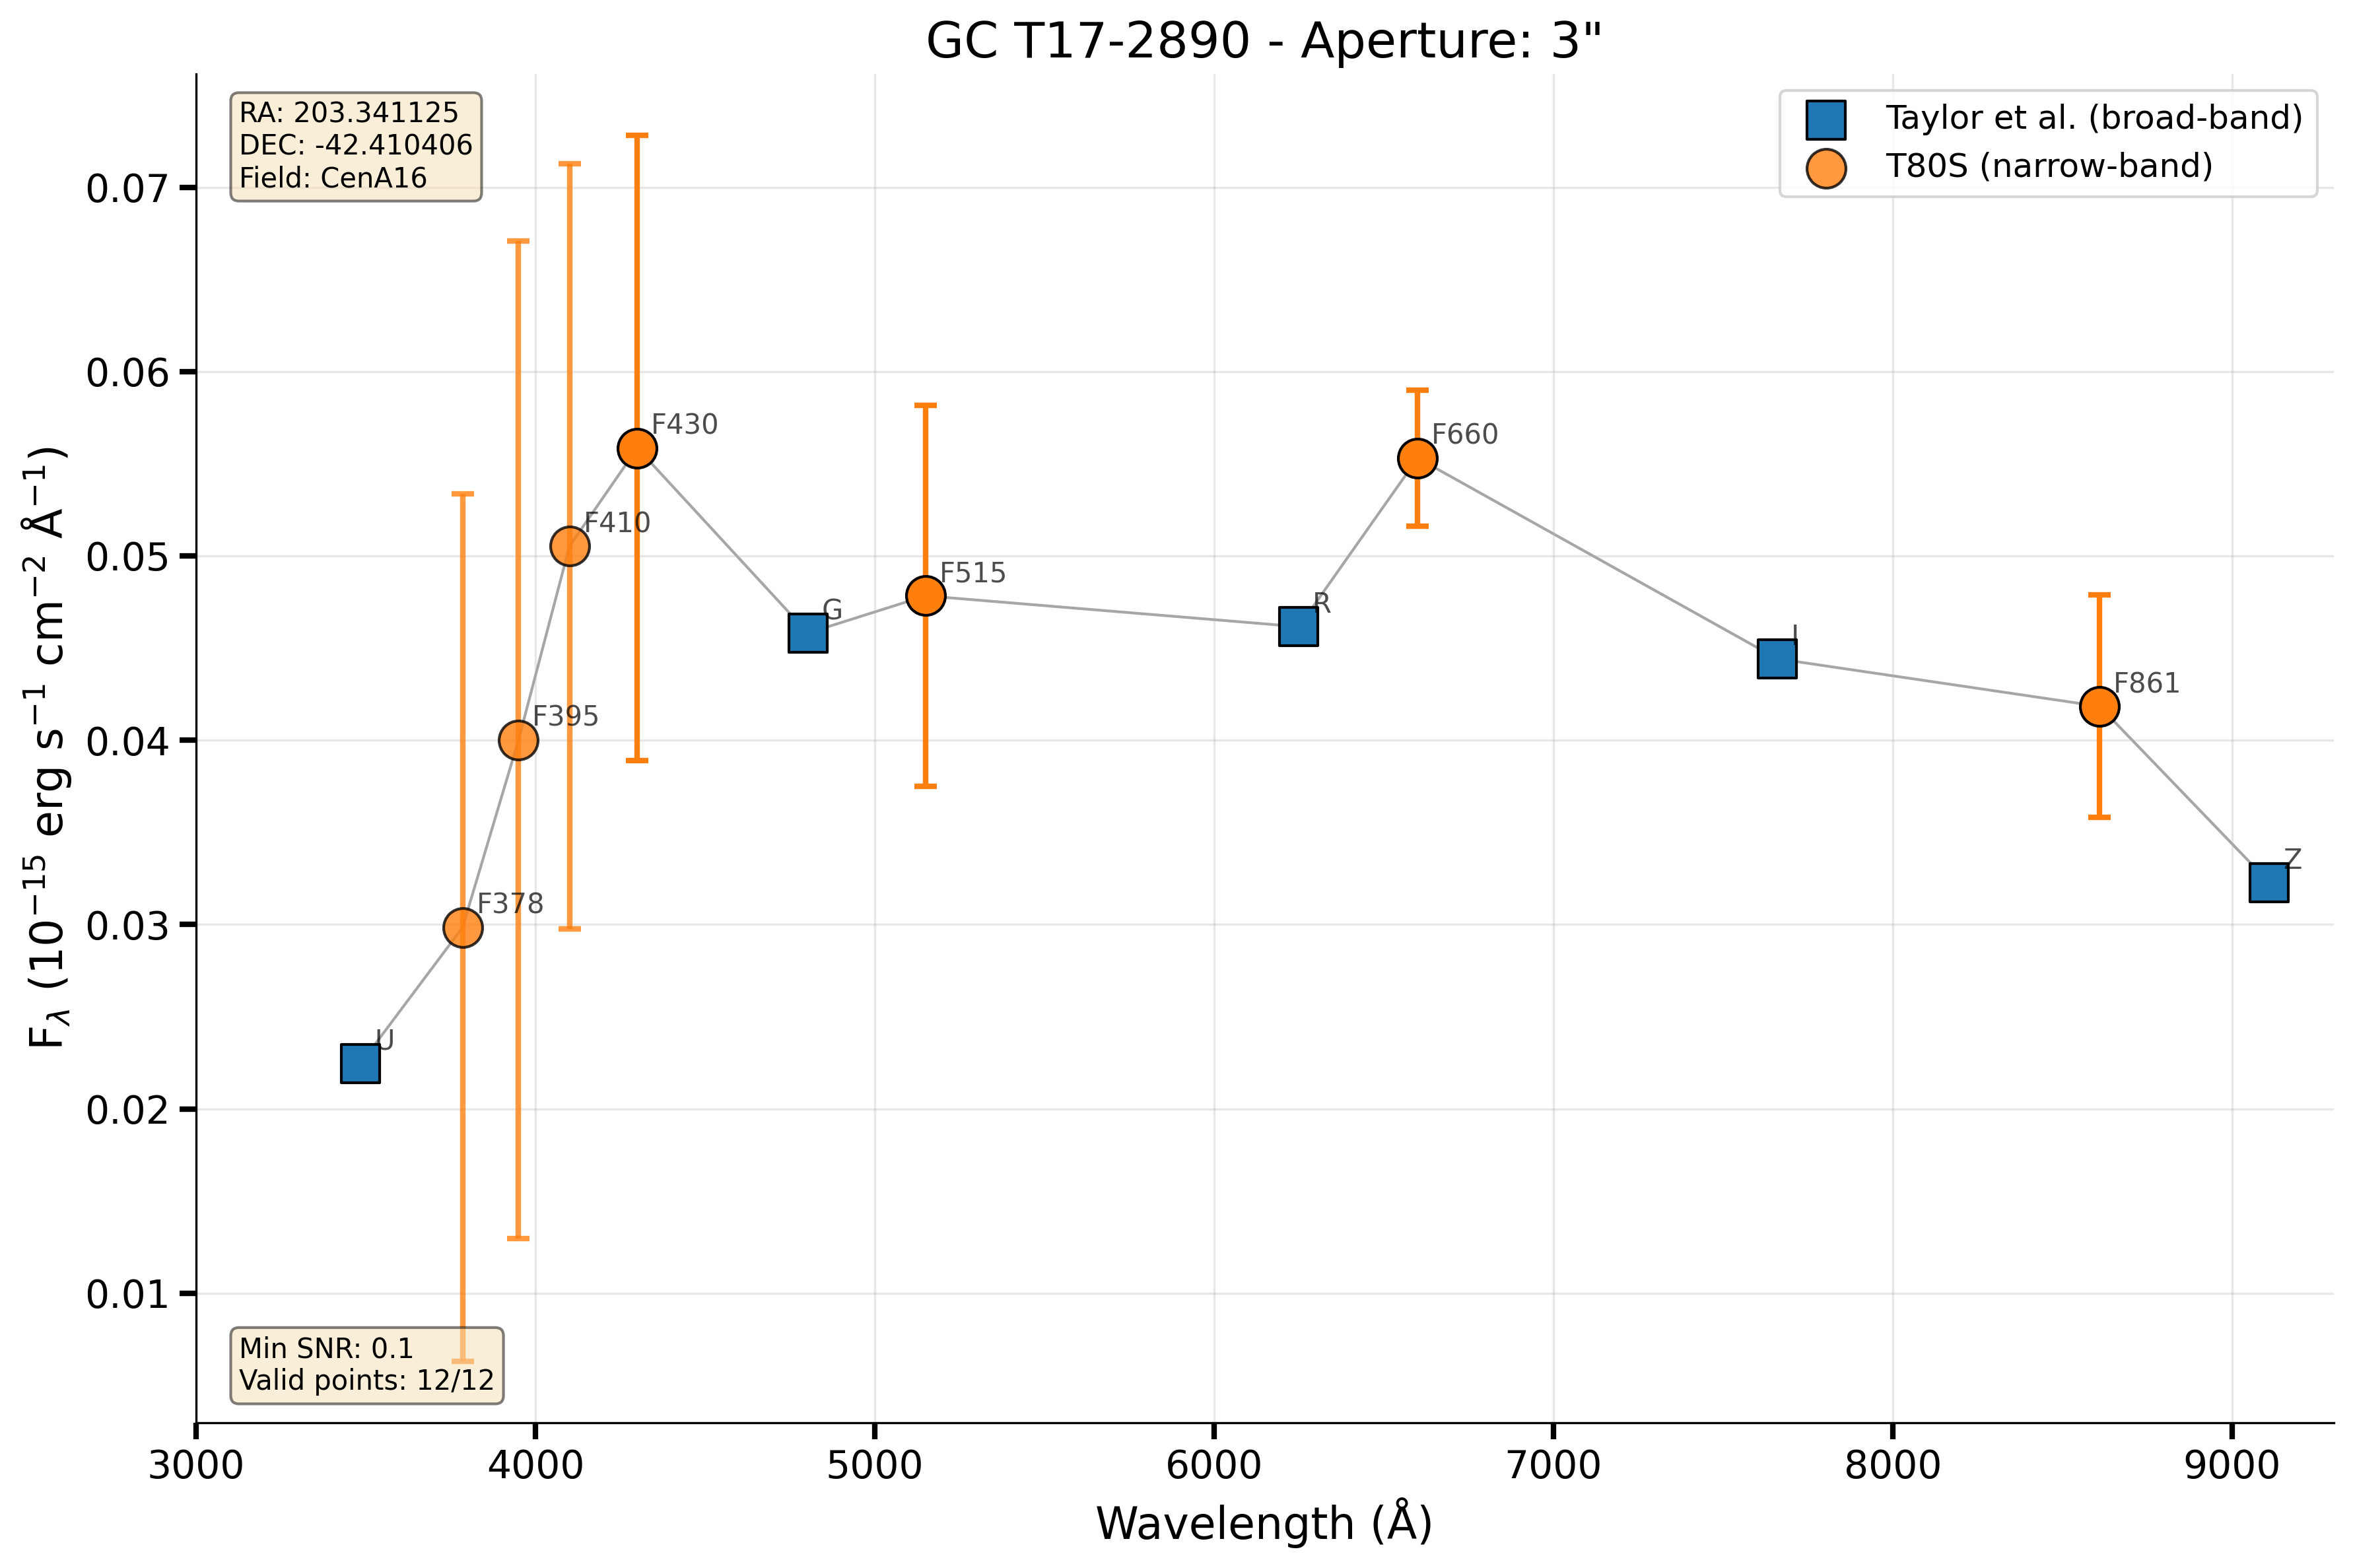 GC T17-2890 - Aperture: 3"
RA: 203.341125
DEC: -42.410406
Field: CenA16
Taylor et al. (broad-band)
T80S (narrow-band)
0.07
0.06
0.05
0.04
0.03
0.02
0.01
F_λ (10⁻¹⁵ erg s⁻¹ cm⁻² Å⁻¹)
U
F378
F395
F410
F430
G
F515
R
F660
I
F861
Z
Min SNR: 0.1
Valid points: 12/12
3000
4000
5000
6000
7000
8000
9000
Wavelength (Å)